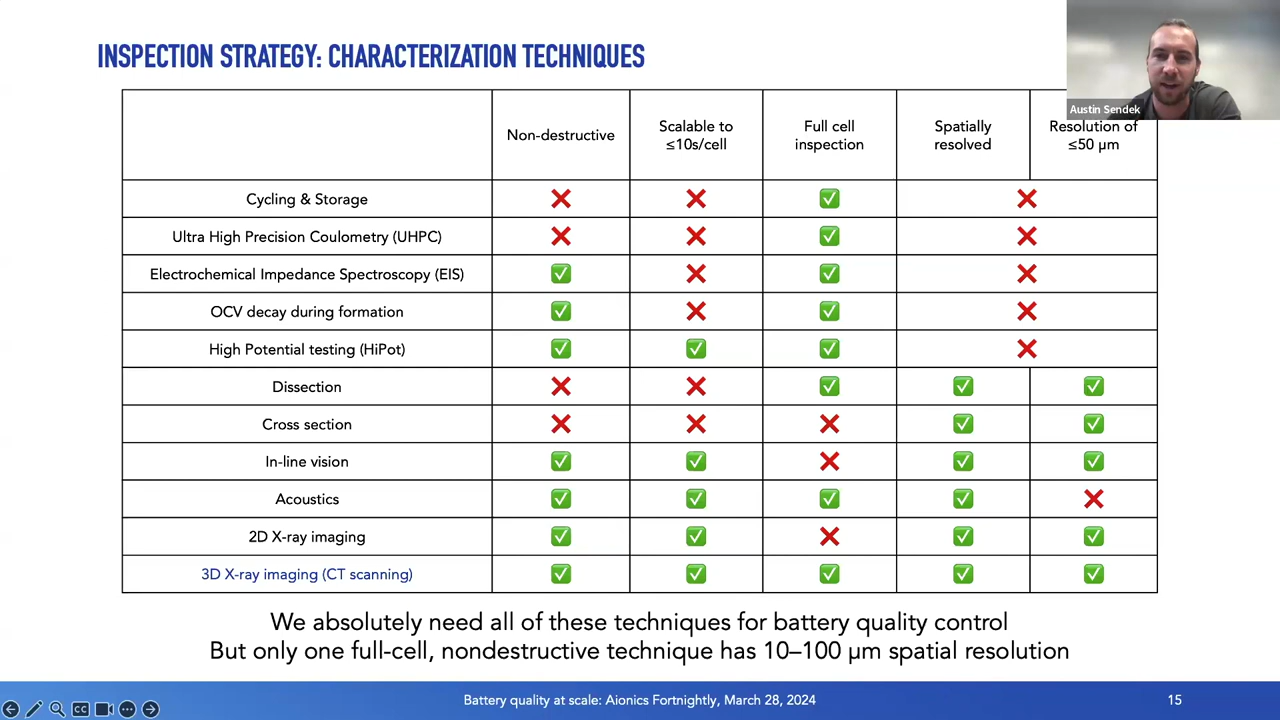 INSPECTION STRATEGY: CHARACTERIZATION TECHNIQUES
Austin Sendek
Non-destructive
Scalable to
≤10s/cell
Full cell
inspection
Spatially
resolved
Resolution of
≤50 µm
Cycling & Storage
Ultra High Precision Coulometry (UHPC)
Electrochemical Impedance Spectroscopy (EIS)
OCV decay during formation
High Potential testing (HiPot)
Dissection
Cross section
In-line vision
Acoustics
2D X-ray imaging
3D X-ray imaging (CT scanning)
We absolutely need all of these techniques for battery quality control
But only one full-cell, nondestructive technique has 10–100 µm spatial resolution
Battery quality at scale: Aionics Fortnightly, March 28, 2024
15
CC